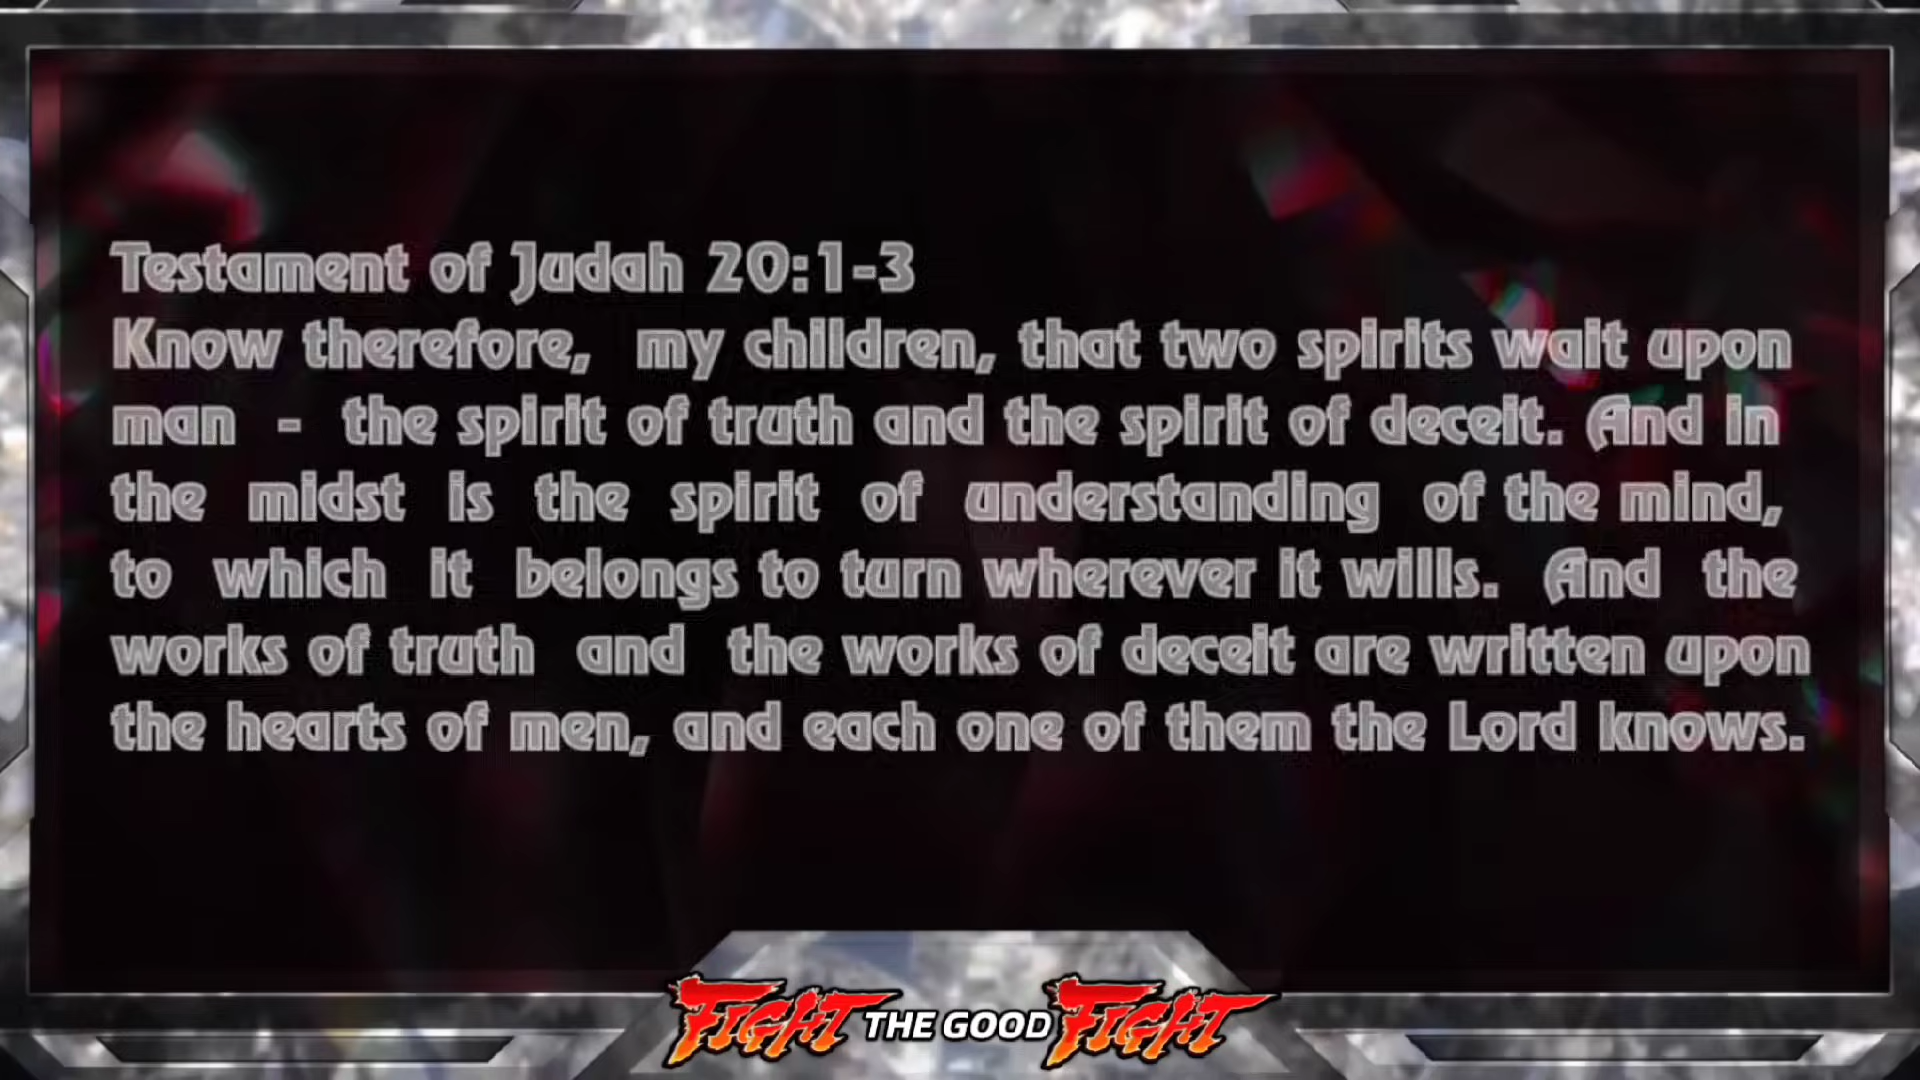 Testament of Judah 20:1-3
Know therefore, my children, that two spirits wait upon
man - the spirit of truth and the spirit of deceit. And in
the midst is the spirit of understanding of the mind,
to which it belongs to turn wherever it wills. And the
works of truth and the works of deceit are written upon
the hearts of men, and each one of them the Lord knows.
FIGHT THE GOOD FIGHT